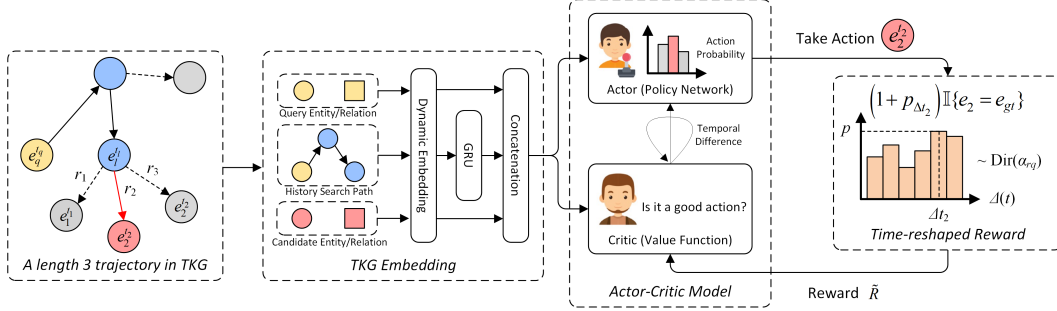 e_q^{t_q}
e_l^{t_l}
r_1
r_2
r_3
e_1^{t_1}
e_2^{t_2}
e_2^{t_2}
A length 3 trajectory in TKG
Query Entity/Relation
History Search Path
Candidate Entity/Relation
Dynamic Embedding
GRU
Concatenation
TKG Embedding
Action
Probability
Actor (Policy Network)
Temporal
Difference
Is it a good action?
Critic (Value Function)
Actor-Critic Model
Take Action e_2^{t_2}
(1 + p_{Δt_2}) 𝕀{e_2 = e_{gt}}
p
~ Dir(α_{rq})
Δt_2
Δ(t)
Time-reshaped Reward
Reward R̃